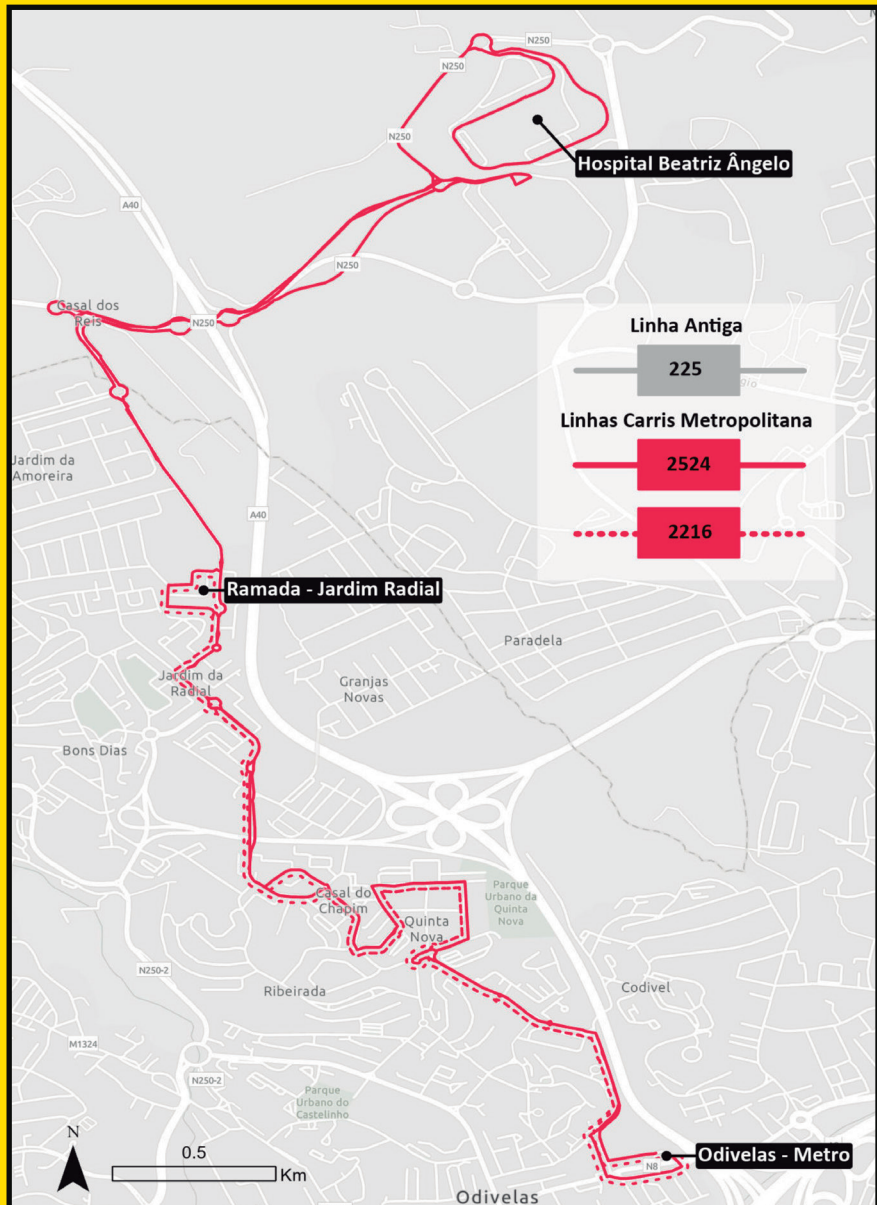 N250
N250
N250
N250
Hospital Beatriz Ângelo
A40
N250
Casal dos
Reis
N250
Linha Antiga
225
Linhas Carris Metropolitana
2524
2216
Jardim da
Amoreira
A40
Ramada - Jardim Radial
Paradela
Jardim da
Radial
Granjas
Novas
Bons Dias
Casal do
Chapim
Parque
Urbano da
Quinta
Nova
Quinta
Nova
N250-2
Ribeirada
Codivel
M1324
N250-2
Parque
Urbano do
Castelinho
N
0.5
Km
Odivelas - Metro
N8
Odivelas